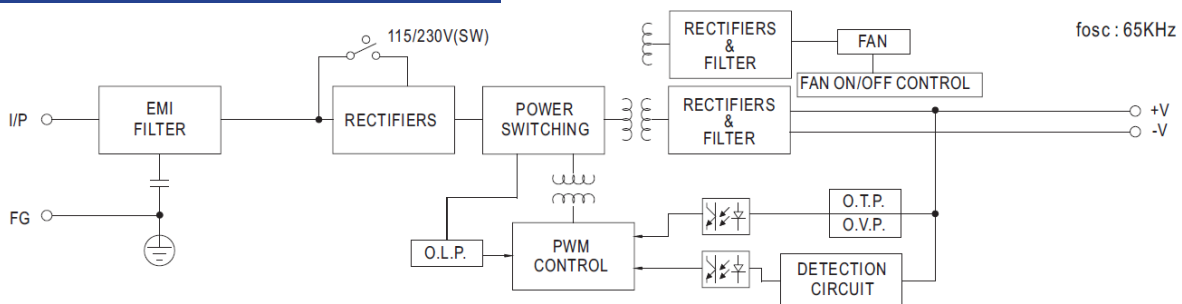 115/230V(SW)
RECTIFIERS
&
FILTER
FAN
fosc : 65KHz
FAN ON/OFF CONTROL
I/P
EMI
FILTER
RECTIFIERS
POWER
SWITCHING
RECTIFIERS
&
FILTER
+V
-V
FG
O.L.P.
PWM
CONTROL
O.T.P.
O.V.P.
DETECTION
CIRCUIT